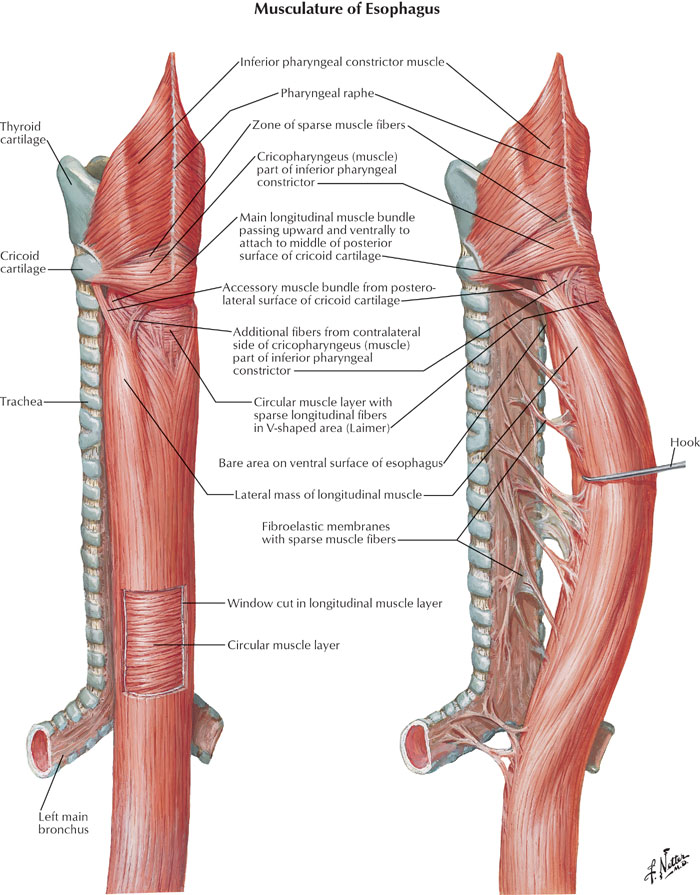 Musculature of Esophagus
Inferior pharyngeal constrictor muscle
Pharyngeal raphe
Zone of sparse muscle fibers
Thyroid
cartilage
Cricopharyngeus (muscle)
part of inferior pharyngeal
constrictor
Main longitudinal muscle bundle
passing upward and ventrally to
attach to middle of posterior
surface of cricoid cartilage
Cricoid
cartilage
Accessory muscle bundle from postero-
lateral surface of cricoid cartilage
Additional fibers from contralateral
side of cricopharyngeus (muscle)
part of inferior pharyngeal
constrictor
Trachea
Circular muscle layer with
sparse longitudinal fibers
in V-shaped area (Laimer)
Hook
Bare area on ventral surface of esophagus
Lateral mass of longitudinal muscle
Fibroelastic membranes
with sparse muscle fibers
Window cut in longitudinal muscle layer
Circular muscle layer
Left main
bronchus
F. Netter
M.D.